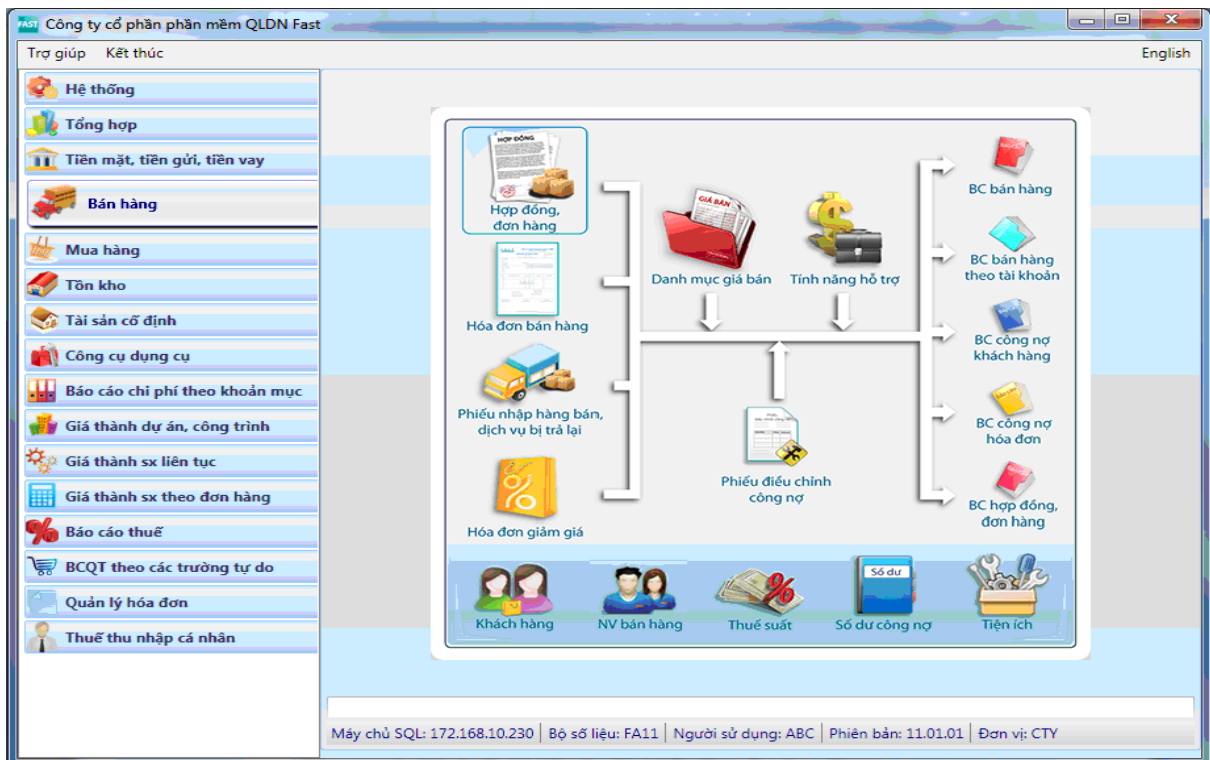 FAST Công ty cổ phần phần mềm QLDN Fast
Trợ giúp Kết thúc English
Hệ thống
Tổng hợp
Tiền mặt, tiền gửi, tiền vay
Bán hàng
Mua hàng
Tồn kho
Tài sản cố định
Công cụ dụng cụ
Báo cáo chi phí theo khoản mục
Giá thành dự án, công trình
Giá thành sx liên tục
Giá thành sx theo đơn hàng
Báo cáo thuế
BCQT theo các trường tự do
Quản lý hóa đơn
Thuế thu nhập cá nhân
HỢP ĐỒNG
Hợp đồng,
đơn hàng
Hóa đơn bán hàng
Phiếu nhập hàng bán,
dịch vụ bị trả lại
Hóa đơn giảm giá
GIÁ BÁN
Danh mục giá bán
Tính năng hỗ trợ
Phiếu điều chỉnh
công nợ
BC bán hàng
BC bán hàng
theo tài khoản
BC công nợ
khách hàng
BC công nợ
hóa đơn
BC hợp đồng,
đơn hàng
Khách hàng
NV bán hàng
Thuế suất
Số dư
Số dư công nợ
Tiện ích
Máy chủ SQL: 172.168.10.230 Bộ số liệu: FA11 Người sử dụng: ABC Phiên bản: 11.01.01 Đơn vị: CTY